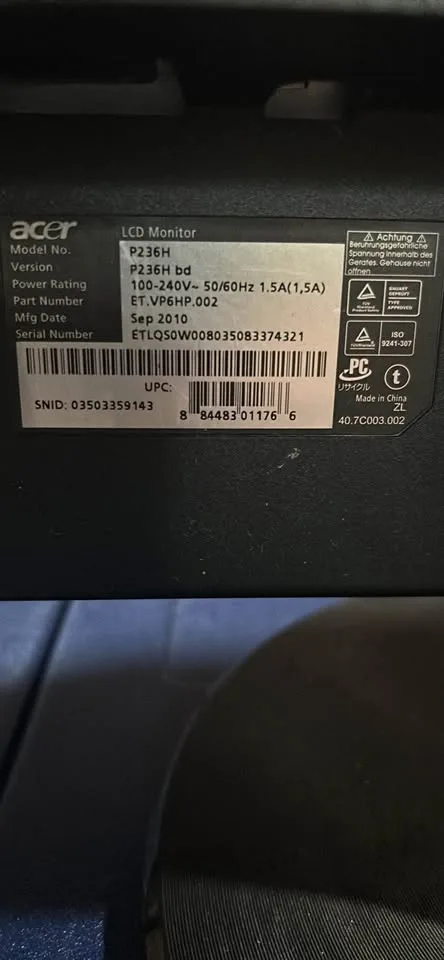 acer LCD Monitor
Model No. P236H
Version P236H bd
Power Rating 100-240V~ 50/60Hz 1.5A(1,5A)
Part Number ET.VP6HP.002
Mfg Date Sep 2010
Serial Number ETLQS0W008035083374321
UPC:
SNID: 03503359143
8 84483 01176 6
Achtung
Berührungsgefährliche
Spannung innerhalb des
Gerätes. Gehäuse nicht
öffnen
TYPE
APPROVED
ISO
9241-307
PC
リサイクル
t
Made in China
ZL
40.7C003.002